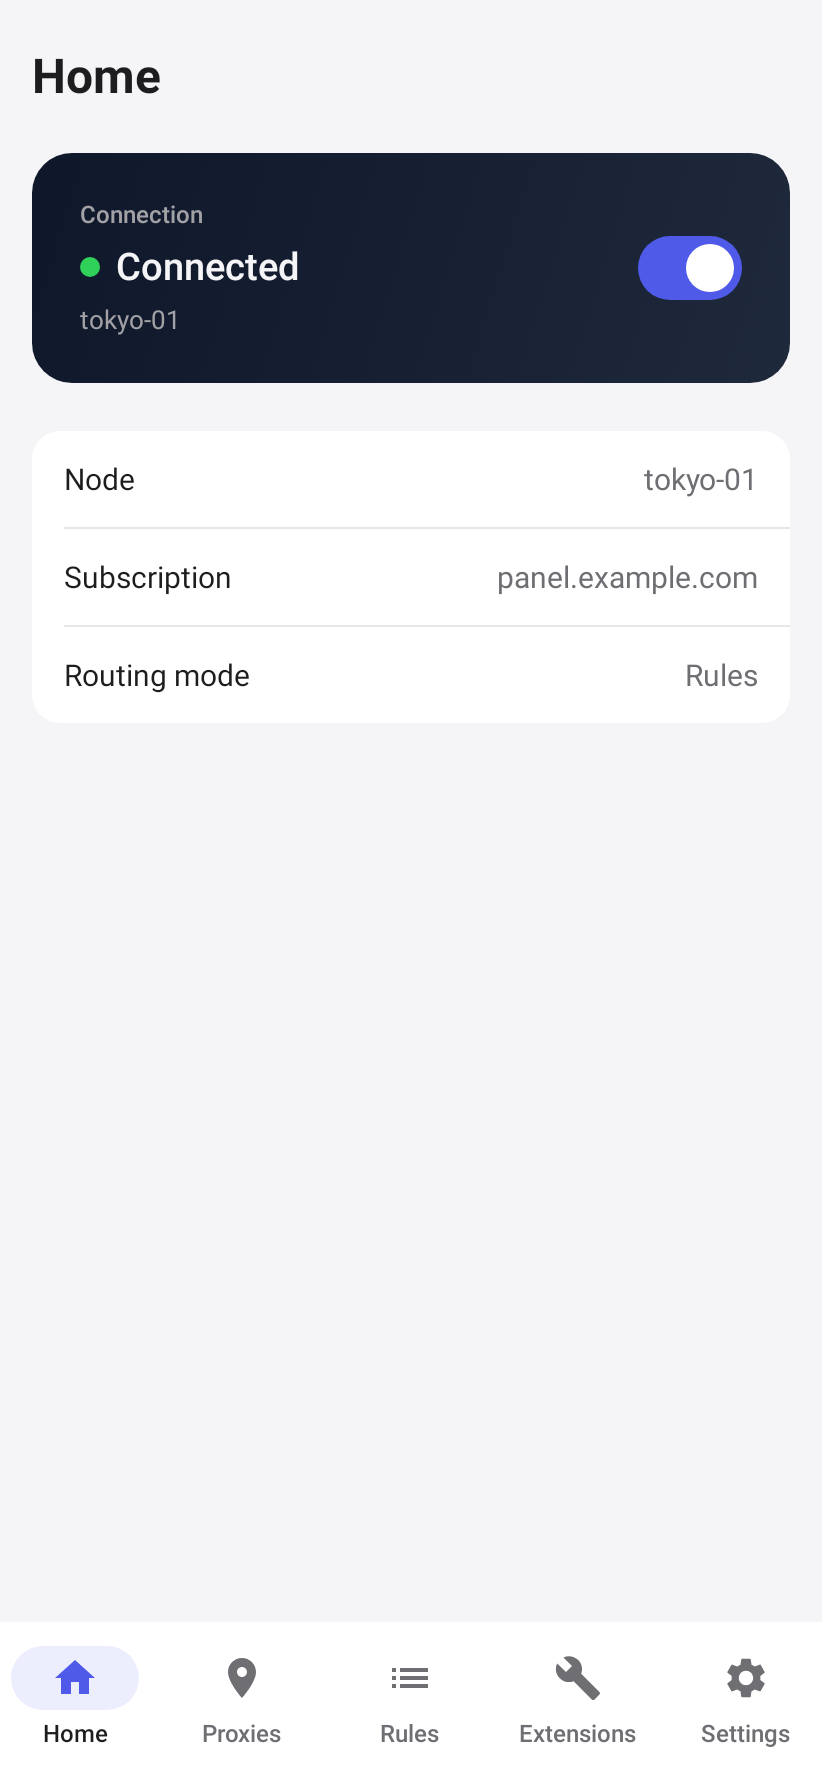 Home
Connection
Connected
tokyo-01
Node tokyo-01
Subscription panel.example.com
Routing mode Rules
Home Proxies Rules Extensions Settings